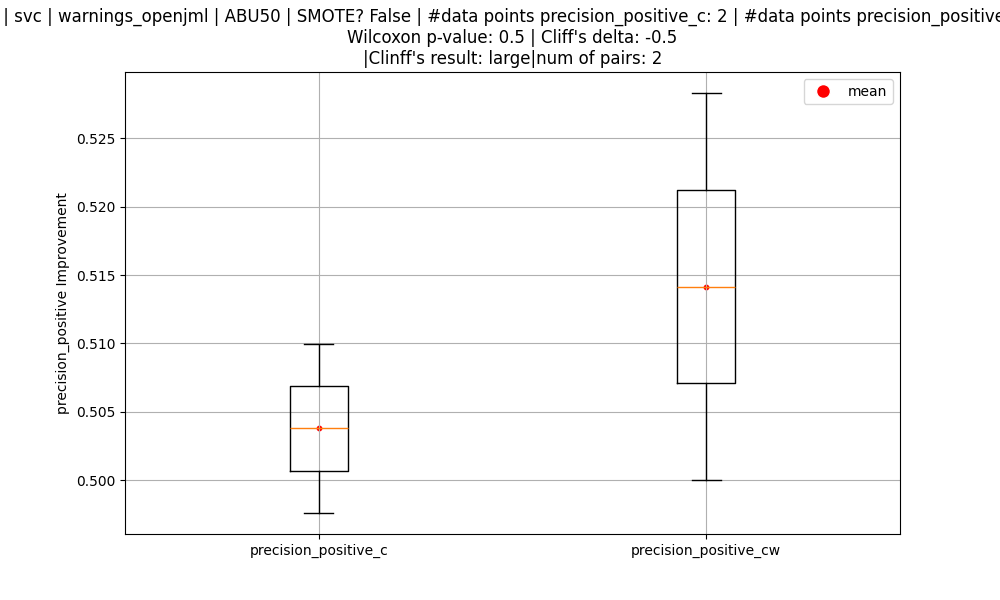 | svc | warnings_openjml | ABU50 | SMOTE? False | #data points precision_positive_c: 2 | #data points precision_positive
Wilcoxon p-value: 0.5 | Cliff's delta: -0.5
|Clinff's result: large|num of pairs: 2
mean
0.525
0.520
0.515
0.510
0.505
0.500
precision_positive Improvement
precision_positive_c
precision_positive_cw